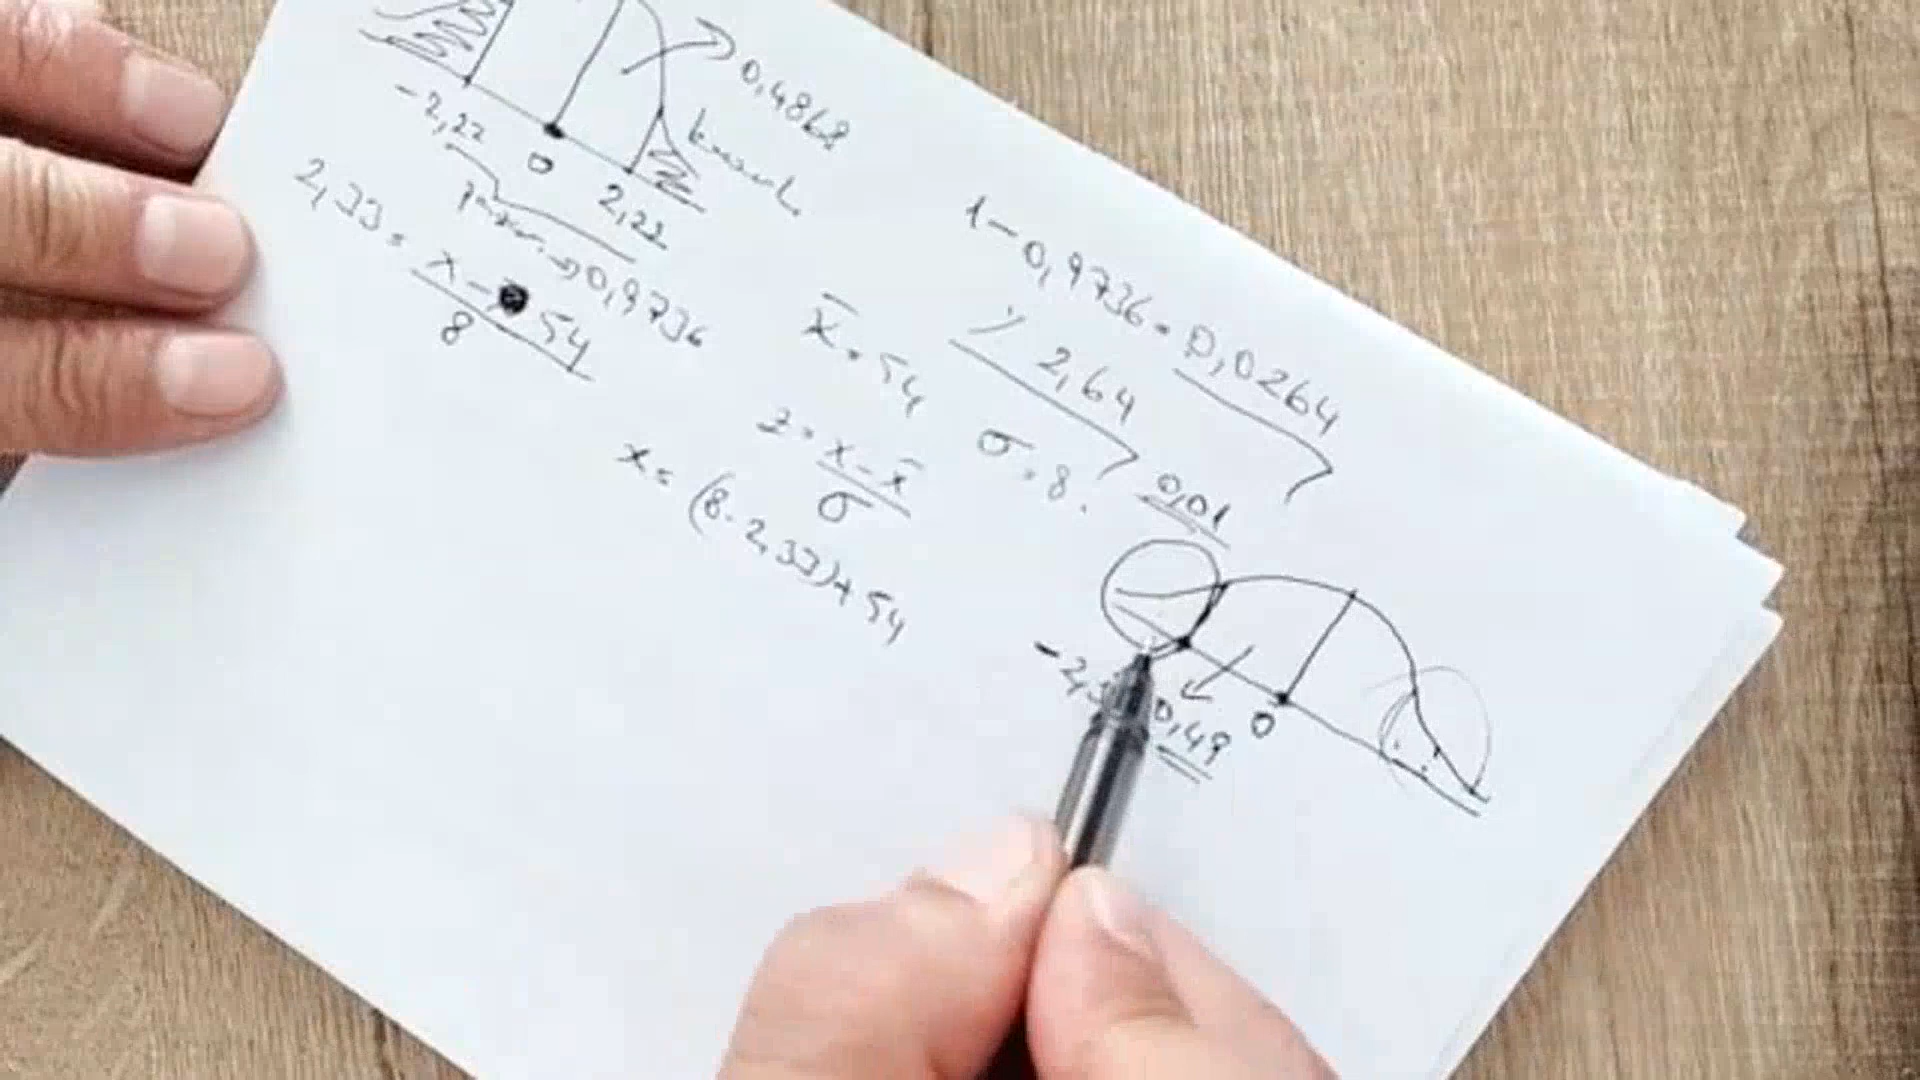 0,4868
-2,22
0
2,22
0,9736
2,33 = x - 54
8
1 - 0,9736 = 0,0264
% 2,64
x̄ = 54
σ = 8.
z = x - x̄
σ
x = (8. 2,33) + 54
0,01
0,49
0